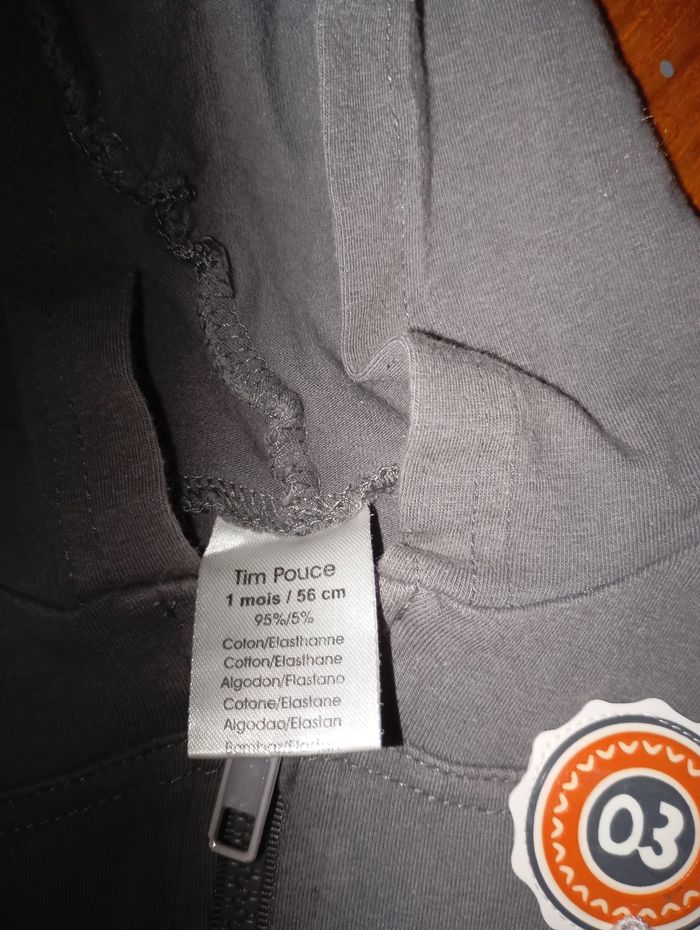 Tim Pouce
1 mois / 56 cm
95%/5%
Coton/Elasthanne
Cotton/Elasthane
Algodon/Elastano
Cotone/Elastane
Algodao/Elastan
03